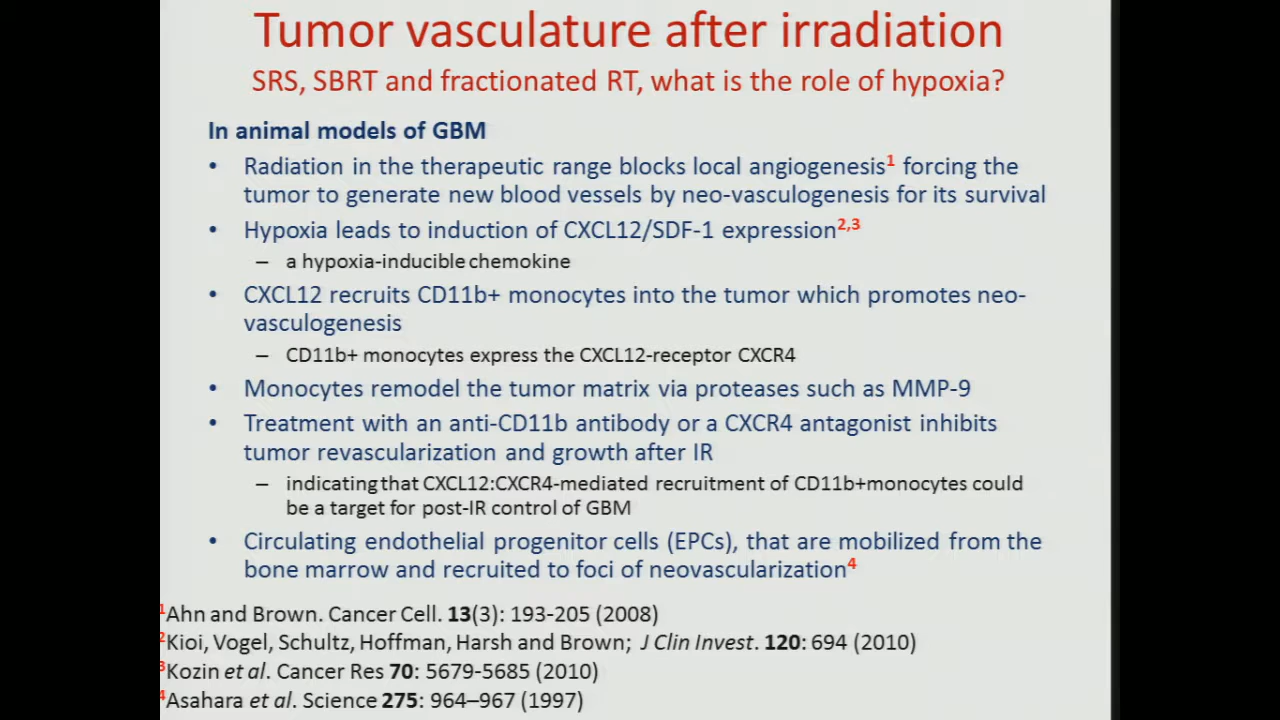 Tumor vasculature after irradiation
SRS, SBRT and fractionated RT, what is the role of hypoxia?
In animal models of GBM
• Radiation in the therapeutic range blocks local angiogenesis1 forcing the
tumor to generate new blood vessels by neo-vasculogenesis for its survival
• Hypoxia leads to induction of CXCL12/SDF-1 expression2,3
– a hypoxia-inducible chemokine
• CXCL12 recruits CD11b+ monocytes into the tumor which promotes neo-
vasculogenesis
– CD11b+ monocytes express the CXCL12-receptor CXCR4
• Monocytes remodel the tumor matrix via proteases such as MMP-9
• Treatment with an anti-CD11b antibody or a CXCR4 antagonist inhibits
tumor revascularization and growth after IR
– indicating that CXCL12:CXCR4-mediated recruitment of CD11b+monocytes could
be a target for post-IR control of GBM
• Circulating endothelial progenitor cells (EPCs), that are mobilized from the
bone marrow and recruited to foci of neovascularization4
1Ahn and Brown. Cancer Cell. 13(3): 193-205 (2008)
2Kioi, Vogel, Schultz, Hoffman, Harsh and Brown; J Clin Invest. 120: 694 (2010)
3Kozin et al. Cancer Res 70: 5679-5685 (2010)
4Asahara et al. Science 275: 964–967 (1997)